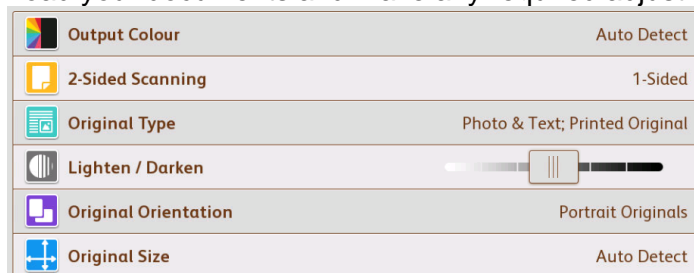 Output Colour Auto Detect
2-Sided Scanning 1-Sided
Original Type Photo & Text; Printed Original
Lighten / Darken
Original Orientation Portrait Originals
Original Size Auto Detect